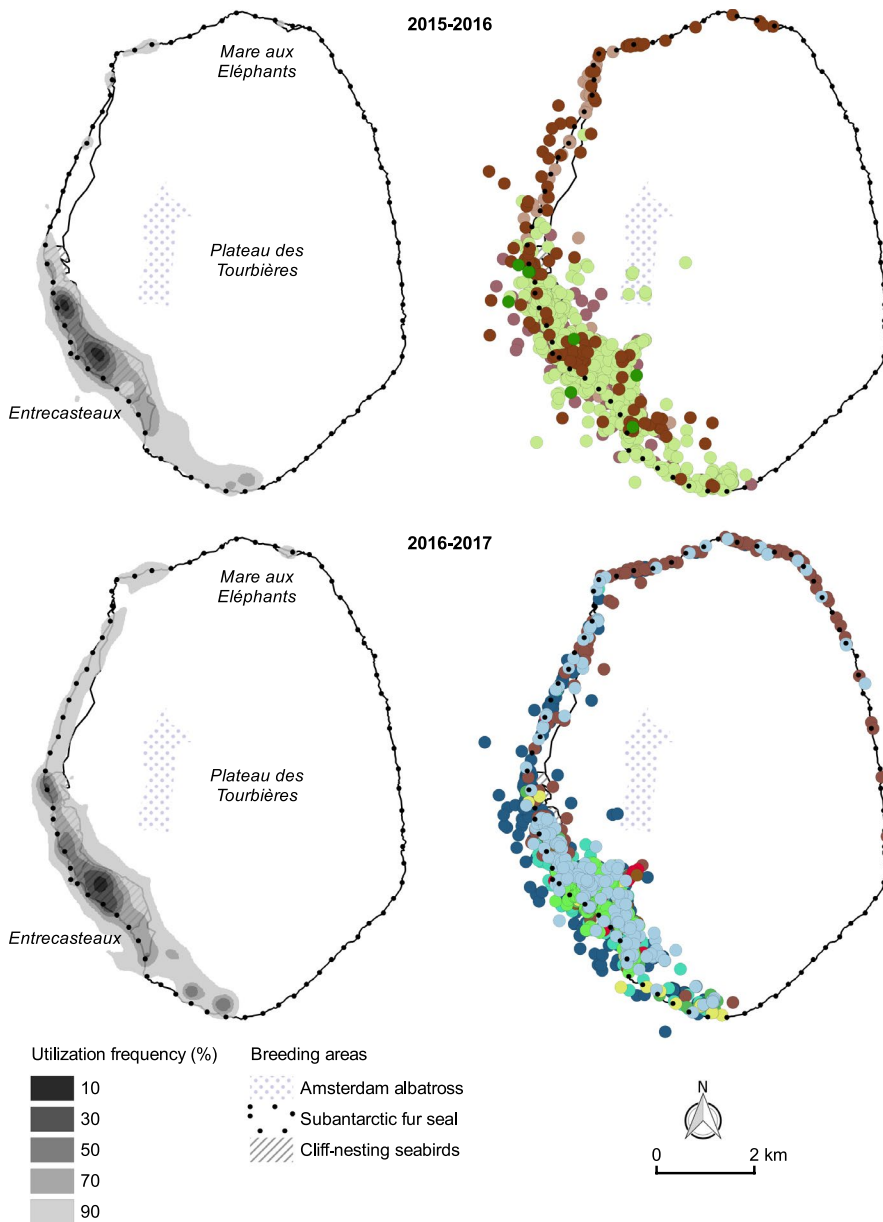 2015-2016
Mare aux
Eléphants
Plateau des
Tourbières
Entrecasteaux
2016-2017
Mare aux
Eléphants
Plateau des
Tourbières
Entrecasteaux
Utilization frequency (%)
10
30
50
70
90
Breeding areas
Amsterdam albatross
Subantarctic fur seal
Cliff-nesting seabirds
N
0 2 km